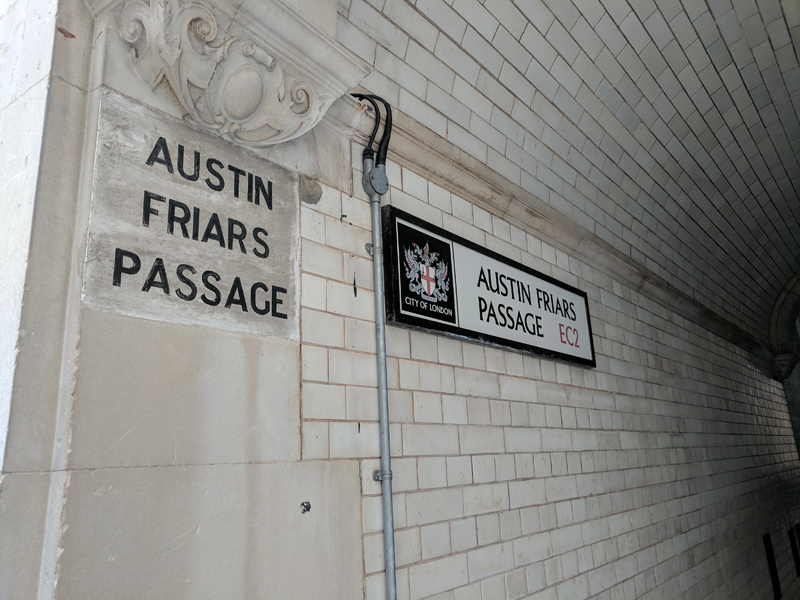 AUSTIN
FRIARS
PASSAGE
CITY OF LONDON
AUSTIN FRIARS
PASSAGE EC2